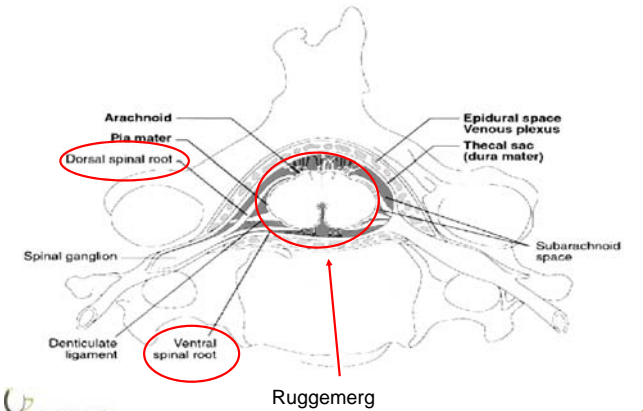 Arachnoid
Pia mater
Dorsal spinal root
Epidural space
Venous plexus
Thecal sac
(dura mater)
Spinal ganglion
Subarachnoid
space
Denticulate
ligament
Ventral
spinal root
Ruggemerg